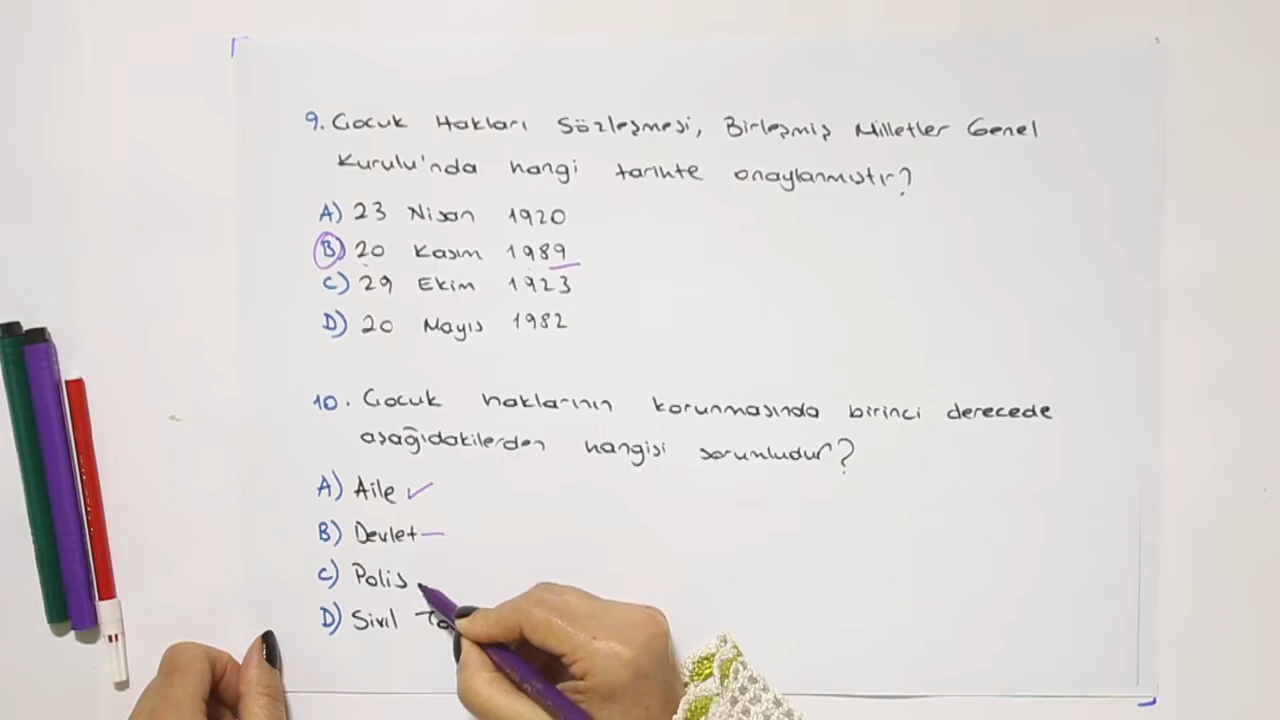 9. Çocuk Hakları Sözleşmesi, Birleşmiş Milletler Genel
Kurulu'nda hangi tarihte onaylanmıştır?
A) 23 Nisan 1920
B) 20 Kasım 1989
C) 29 Ekim 1923
D) 20 Mayıs 1982
10. Çocuk haklarının korunmasında birinci derecede
aşağıdakilerden hangisi sorumludur?
A) Aile
B) Devlet
C) Polis
D) Sivil